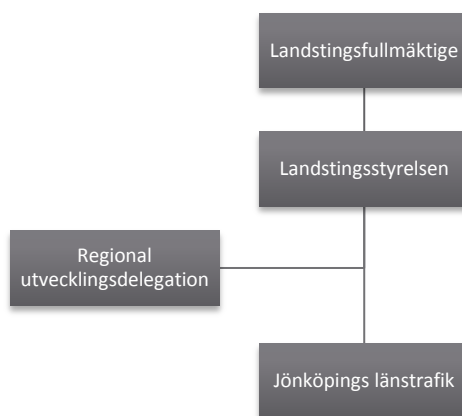 Landstingsfullmäktige
Landstingsstyrelsen
Regional
utvecklingsdelegation
Jönköpings länstrafik